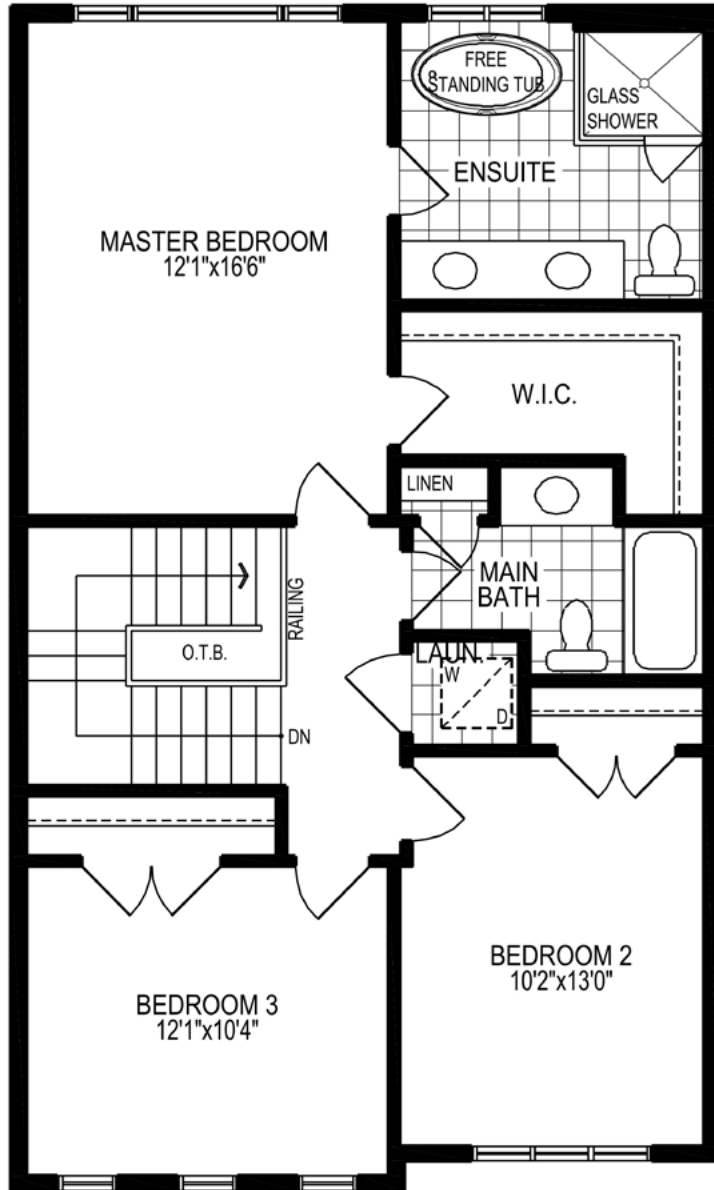 FREE
STANDING TUB
GLASS
SHOWER
ENSUITE
MASTER BEDROOM
12'1"x16'6"
W.I.C.
LINEN
MAIN
BATH
RAILING
O.T.B.
LAUN.
W
D
DN
BEDROOM 2
10'2"x13'0"
BEDROOM 3
12'1"x10'4"